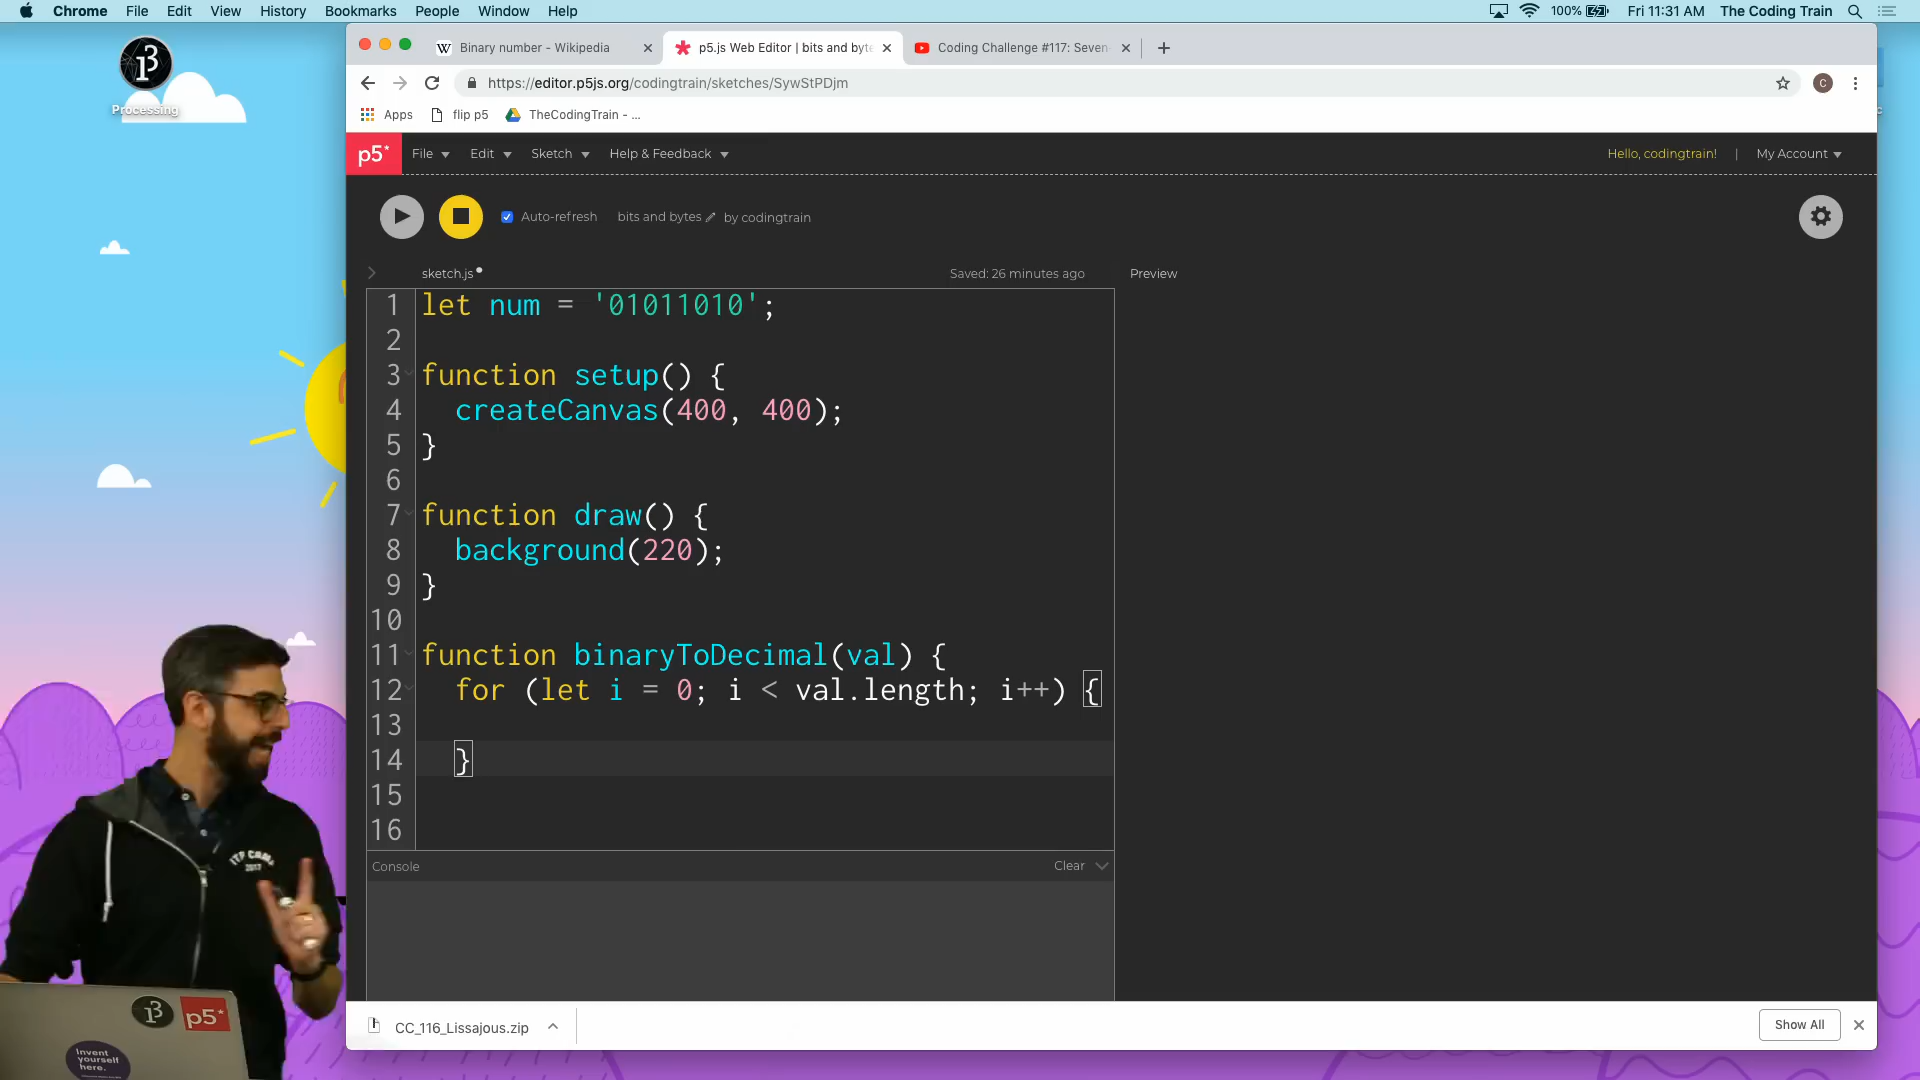 Chrome File Edit View History Bookmarks People Window Help
100% Fri 11:31 AM The Coding Train
Processing
W Binary number - Wikipedia
p5.js Web Editor | bits and byte
Coding Challenge #117: Seven-
https://editor.p5js.org/codingtrain/sketches/SywStPDjm
C
Apps flip p5 TheCodingTrain - ...
p5* File Edit Sketch Help & Feedback
Hello, codingtrain! | My Account
Auto-refresh bits and bytes by codingtrain
sketch.js Saved: 26 minutes ago Preview
1 let num = '01011010';
2
3 function setup() {
4 createCanvas(400, 400);
5 }
6
7 function draw() {
8 background(220);
9 }
10
11 function binaryToDecimal(val) {
12 for (let i = 0; i < val.length; i++) {
13
14 }
15
16
Console Clear
ITP CAMP
2017
p5*
Invent
yourself
here.
CC_116_Lissajous.zip
Show All